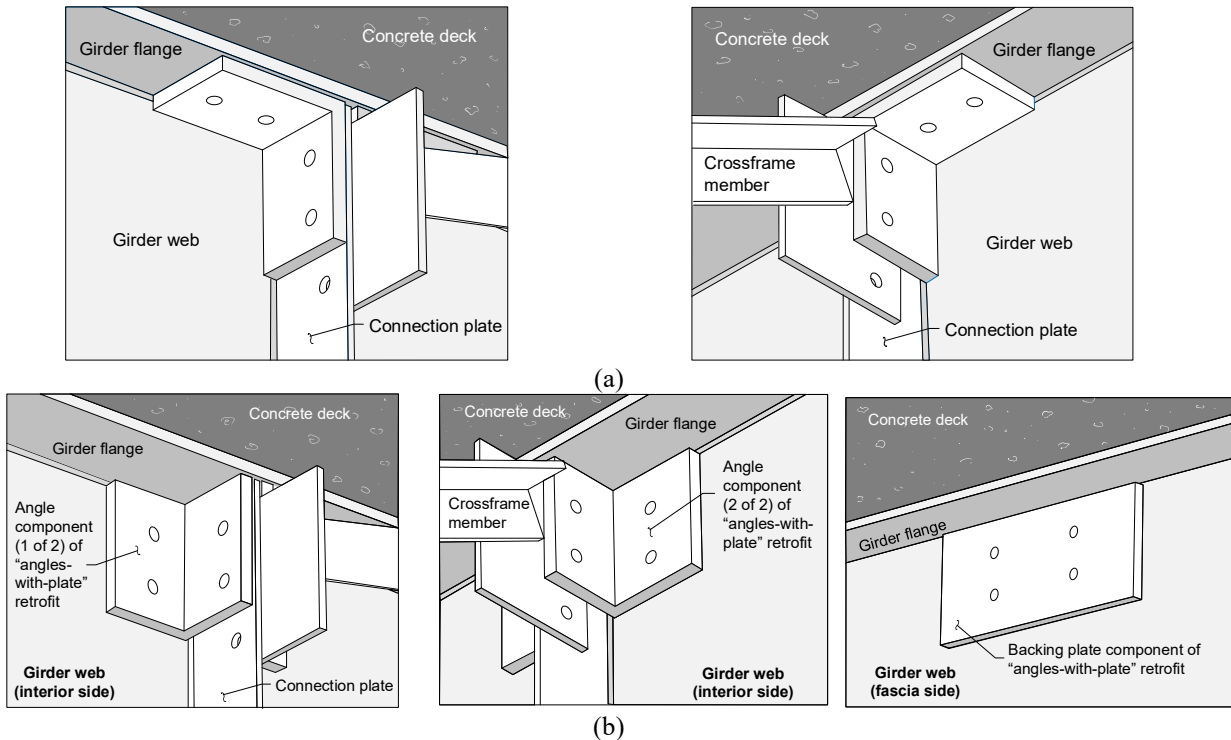 Girder flange
Concrete deck
Girder web
Connection plate
Concrete deck
Girder flange
Crossframe
member
Girder web
Connection plate
(a)
Concrete deck
Girder flange
Angle
component
(1 of 2) of
“angles-
with-plate”
retrofit
Girder web
(interior side)
Connection plate
Concrete deck
Girder flange
Crossframe
member
Angle
component
(2 of 2) of
“angles-with-
plate” retrofit
Girder web
(interior side)
Concrete deck
Girder flange
Backing plate component of
“angles-with-plate” retrofit
Girder web
(fascia side)
(b)